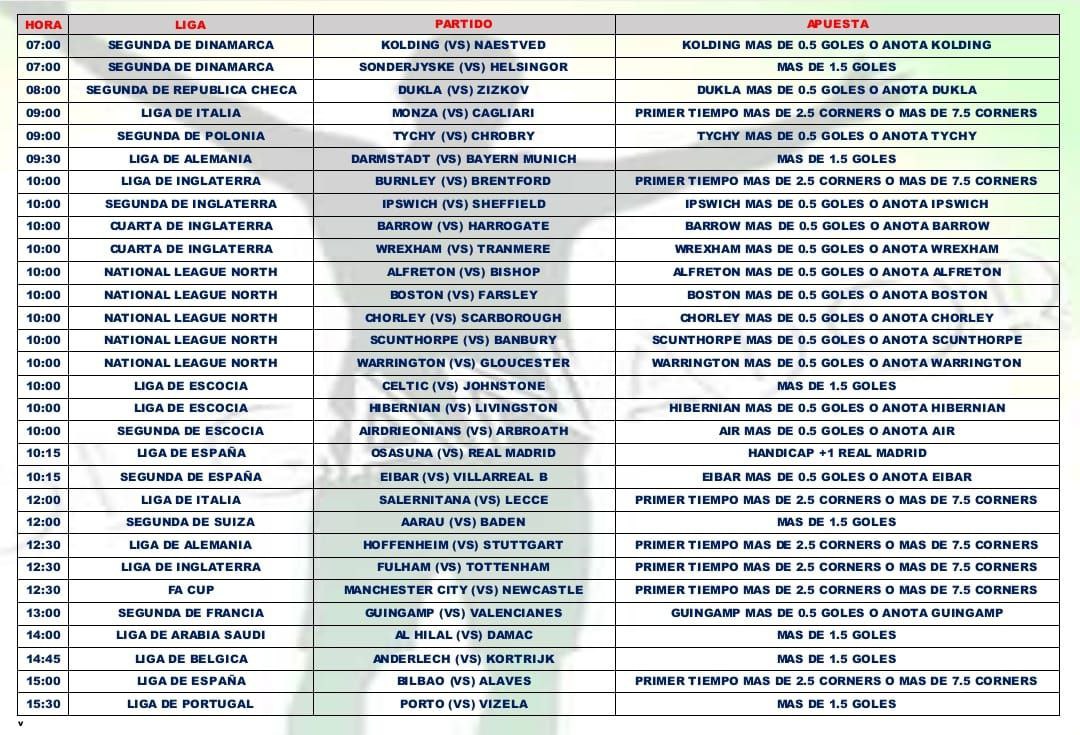 HORA LIGA PARTIDO APUESTA
07:00 SEGUNDA DE DINAMARCA KOLDING (VS) NAESTVED KOLDING MAS DE 0.5 GOLES O ANOTA KOLDING
07:00 SEGUNDA DE DINAMARCA SONDERJYSKE (VS) HELSINGOR MAS DE 1.5 GOLES
08:00 SEGUNDA DE REPUBLICA CHECA DUKLA (VS) ZIZKOV DUKLA MAS DE 0.5 GOLES O ANOTA DUKLA
09:00 LIGA DE ITALIA MONZA (VS) CAGLIARI PRIMER TIEMPO MAS DE 2.5 CORNERS O MAS DE 7.5 CORNERS
09:00 SEGUNDA DE POLONIA TYCHY (VS) CHROBRY TYCHY MAS DE 0.5 GOLES O ANOTA TYCHY
09:30 LIGA DE ALEMANIA DARMSTADT (VS) BAYERN MUNICH MAS DE 1.5 GOLES
10:00 LIGA DE INGLATERRA BURNLEY (VS) BRENTFORD PRIMER TIEMPO MAS DE 2.5 CORNERS O MAS DE 7.5 CORNERS
10:00 SEGUNDA DE INGLATERRA IPSWICH (VS) SHEFFIELD IPSWICH MAS DE 0.5 GOLES O ANOTA IPSWICH
10:00 CUARTA DE INGLATERRA BARROW (VS) HARROGATE BARROW MAS DE 0.5 GOLES O ANOTA BARROW
10:00 CUARTA DE INGLATERRA WREXHAM (VS) TRANMERE WREXHAM MAS DE 0.5 GOLES O ANOTA WREXHAM
10:00 NATIONAL LEAGUE NORTH ALFRETON (VS) BISHOP ALFRETON MAS DE 0.5 GOLES O ANOTA ALFRETON
10:00 NATIONAL LEAGUE NORTH BOSTON (VS) FARSLEY BOSTON MAS DE 0.5 GOLES O ANOTA BOSTON
10:00 NATIONAL LEAGUE NORTH CHORLEY (VS) SCARBOROUGH CHORLEY MAS DE 0.5 GOLES O ANOTA CHORLEY
10:00 NATIONAL LEAGUE NORTH SCUNTHORPE (VS) BANBURY SCUNTHORPE MAS DE 0.5 GOLES O ANOTA SCUNTHORPE
10:00 NATIONAL LEAGUE NORTH WARRINGTON (VS) GLOUCESTER WARRINGTON MAS DE 0.5 GOLES O ANOTA WARRINGTON
10:00 LIGA DE ESCOCIA CELTIC (VS) JOHNSTONE MAS DE 1.5 GOLES
10:00 LIGA DE ESCOCIA HIBERNIAN (VS) LIVINGSTON HIBERNIAN MAS DE 0.5 GOLES O ANOTA HIBERNIAN
10:00 SEGUNDA DE ESCOCIA AIRDRIEONIANS (VS) ARBROATH AIR MAS DE 0.5 GOLES O ANOTA AIR
10:15 LIGA DE ESPAÑA OSASUNA (VS) REAL MADRID HANDICAP +1 REAL MADRID
10:15 SEGUNDA DE ESPAÑA EIBAR (VS) VILLARREAL B EIBAR MAS DE 0.5 GOLES O ANOTA EIBAR
12:00 LIGA DE ITALIA SALERNITANA (VS) LECCE PRIMER TIEMPO MAS DE 2.5 CORNERS O MAS DE 7.5 CORNERS
12:00 SEGUNDA DE SUIZA AARAU (VS) BADEN MAS DE 1.5 GOLES
12:30 LIGA DE ALEMANIA HOFFENHEIM (VS) STUTTGART PRIMER TIEMPO MAS DE 2.5 CORNERS O MAS DE 7.5 CORNERS
12:30 LIGA DE INGLATERRA FULHAM (VS) TOTTENHAM PRIMER TIEMPO MAS DE 2.5 CORNERS O MAS DE 7.5 CORNERS
12:30 FA CUP MANCHESTER CITY (VS) NEWCASTLE PRIMER TIEMPO MAS DE 2.5 CORNERS O MAS DE 7.5 CORNERS
13:00 SEGUNDA DE FRANCIA GUINGAMP (VS) VALENCIANES GUINGAMP MAS DE 0.5 GOLES O ANOTA GUINGAMP
14:00 LIGA DE ARABIA SAUDI AL HILAL (VS) DAMAC MAS DE 1.5 GOLES
14:45 LIGA DE BELGICA ANDERLECH (VS) KORTRIJK MAS DE 1.5 GOLES
15:00 LIGA DE ESPAÑA BILBAO (VS) ALAVES PRIMER TIEMPO MAS DE 2.5 CORNERS O MAS DE 7.5 CORNERS
15:30 LIGA DE PORTUGAL PORTO (VS) VIZELA MAS DE 1.5 GOLES
v